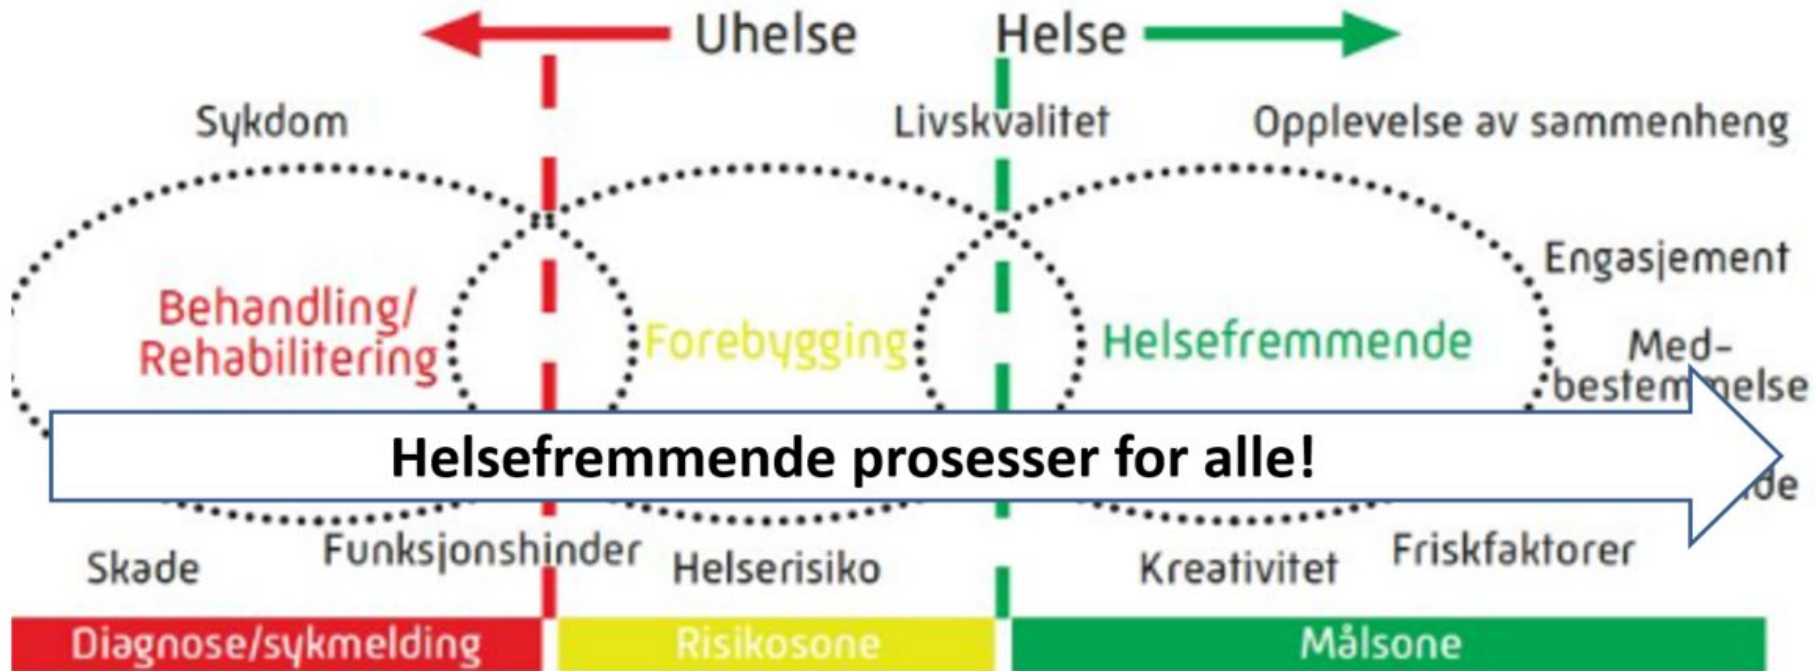 Uhelse
Helse
Sykdom
Livskvalitet
Opplevelse av sammenheng
Engasjement
Behandling/
Rehabilitering
Forebygging
Helsefremmende
Med-
bestemmelse
Helsefremmende prosesser for alle!
Skade
Funksjonshinder
Helserisiko
Kreativitet
Friskfaktorer
Diagnose/sykmelding
Risikosone
Målsone